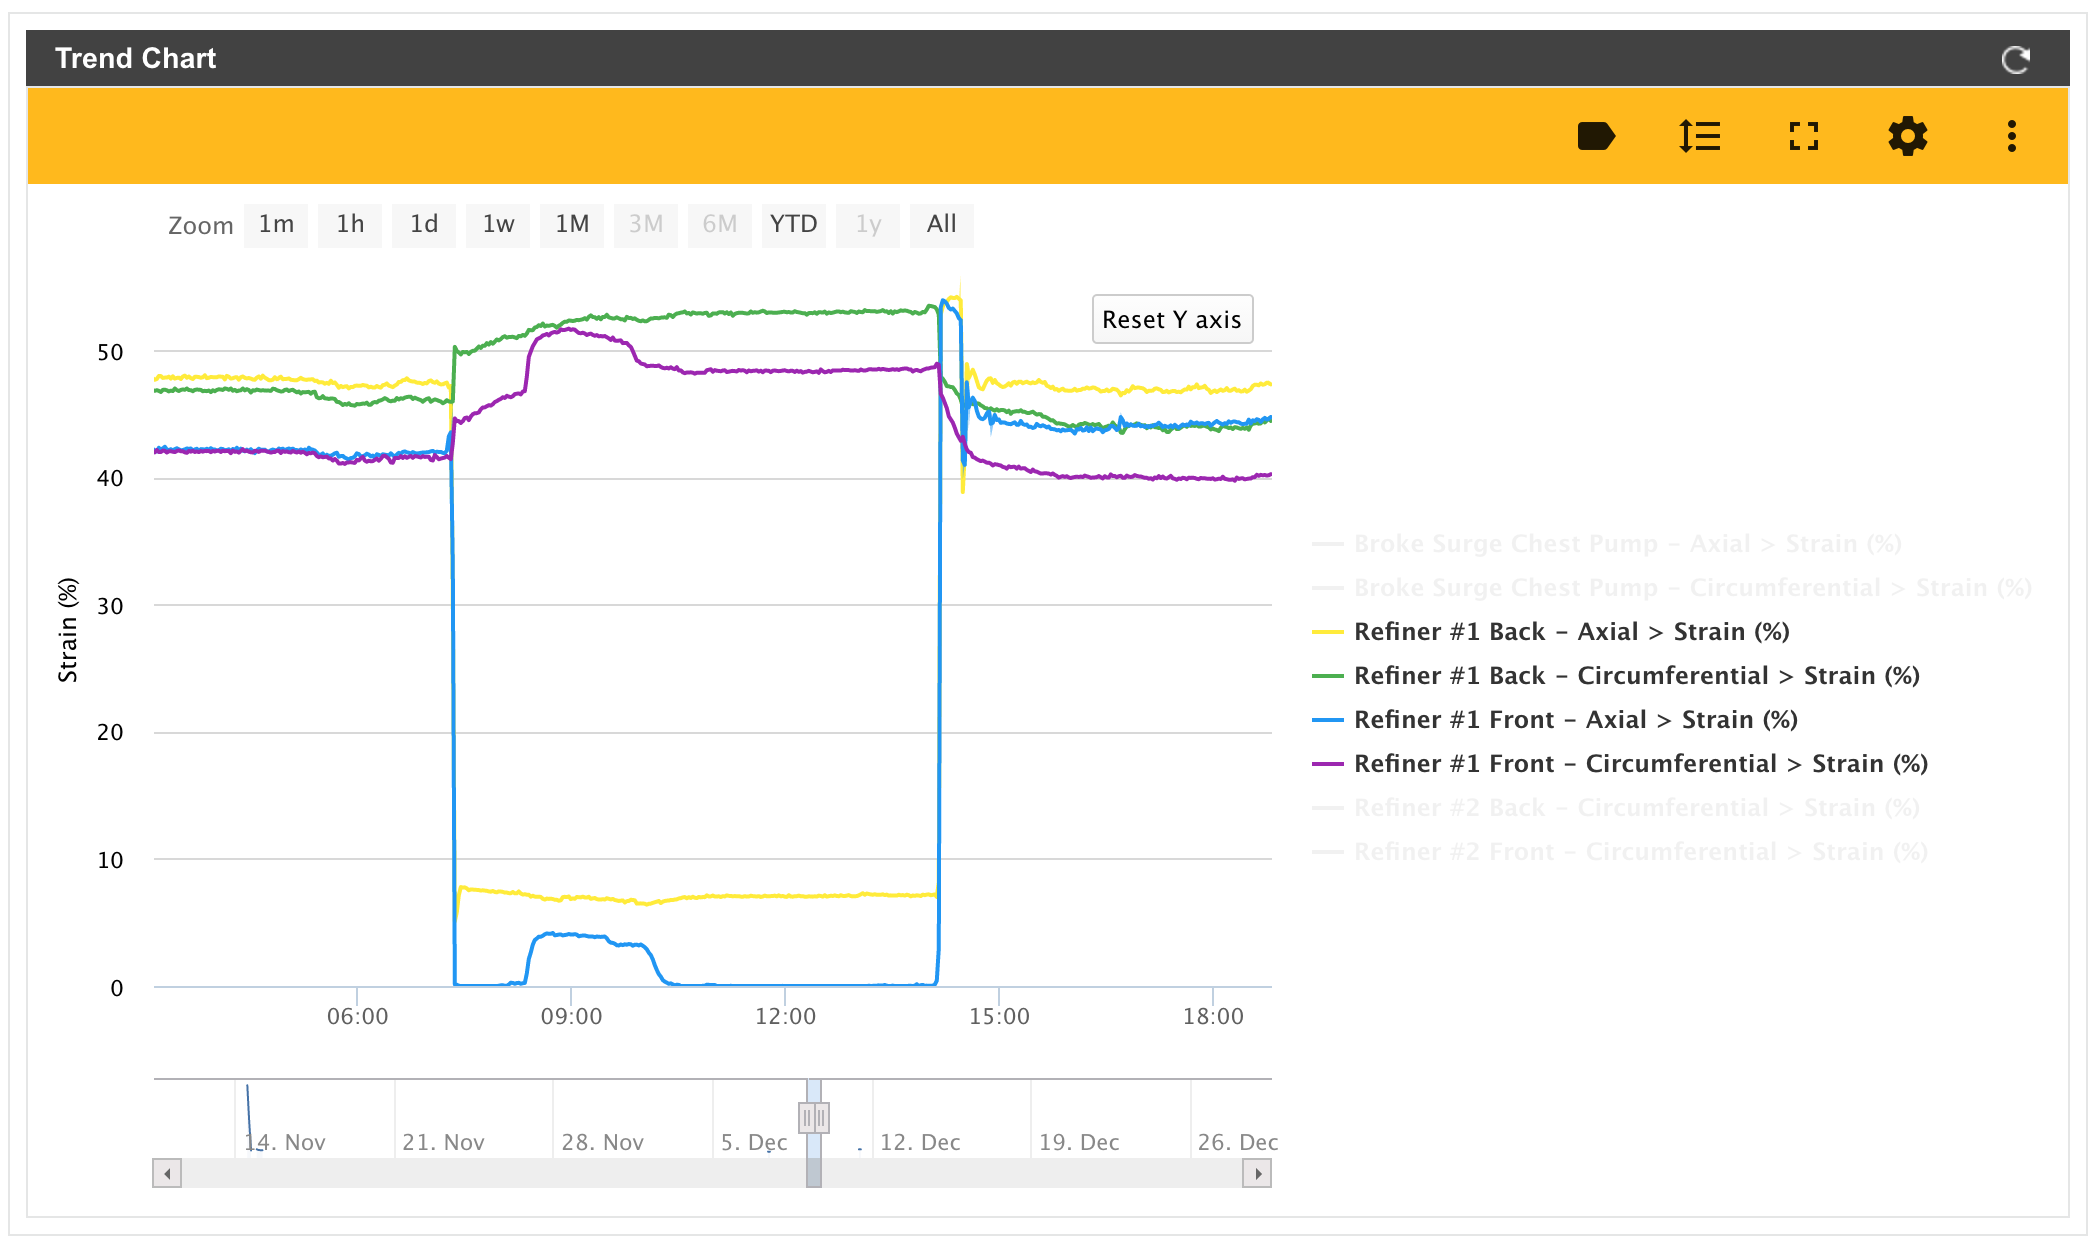 Trend Chart
Zoom 1m 1h 1d 1w 1M 3M 6M YTD 1y All
Reset Y axis
Strain (%)
50
40
30
20
10
0
06:00 09:00 12:00 15:00 18:00
Broke Surge Chest Pump – Axial > Strain (%)
Broke Surge Chest Pump – Circumferential > Strain (%)
Refiner #1 Back – Axial > Strain (%)
Refiner #1 Back – Circumferential > Strain (%)
Refiner #1 Front – Axial > Strain (%)
Refiner #1 Front – Circumferential > Strain (%)
Refiner #2 Back – Circumferential > Strain (%)
Refiner #2 Front – Circumferential > Strain (%)
14. Nov 21. Nov 28. Nov 5. Dec 12. Dec 19. Dec 26. Dec